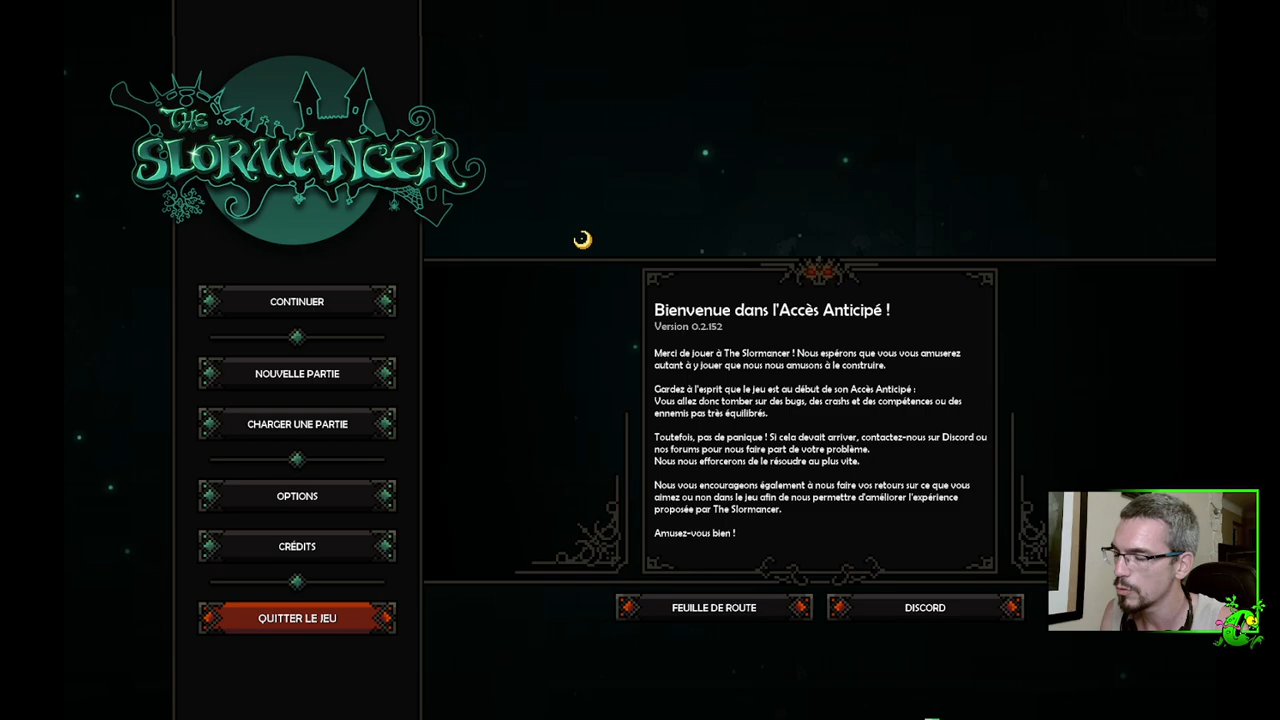 THE
SLORMANCER
CONTINUER
NOUVELLE PARTIE
CHARGER UNE PARTIE
OPTIONS
CRÉDITS
QUITTER LE JEU
Bienvenue dans l'Accès Anticipé !
Version 0.2.152
Merci de jouer à The Slormancer ! Nous espérons que vous vous amuserez
autant à y jouer que nous nous amusons à le construire.
Gardez à l'esprit que le jeu est au début de son Accès Anticipé :
Vous allez donc tomber sur des bugs, des crashs et des compétences ou des
ennemis pas très équilibrés.
Toutefois, pas de panique ! Si cela devait arriver, contactez-nous sur Discord ou
nos forums pour nous faire part de votre problème.
Nous nous efforcerons de le résoudre au plus vite.
Nous vous encourageons également à nous faire vos retours sur ce que vous
aimez ou non dans le jeu afin de nous permettre d'améliorer l'expérience
proposée par The Slormancer.
Amusez-vous bien !
FEUILLE DE ROUTE
DISCORD